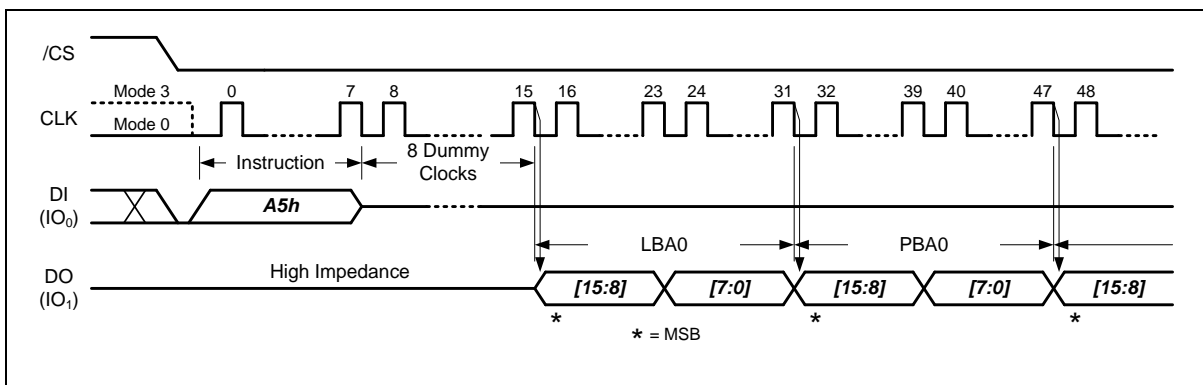 /CS
Mode 3 0 7 8 15 16 23 24 31 32 39 40 47 48
CLK
Mode 0
Instruction
8 Dummy
Clocks
DI
(IO0)
A5h
LBA0 PBA0
DO
(IO1)
High Impedance
[15:8] [7:0] [15:8] [7:0] [15:8]
* * *
* = MSB